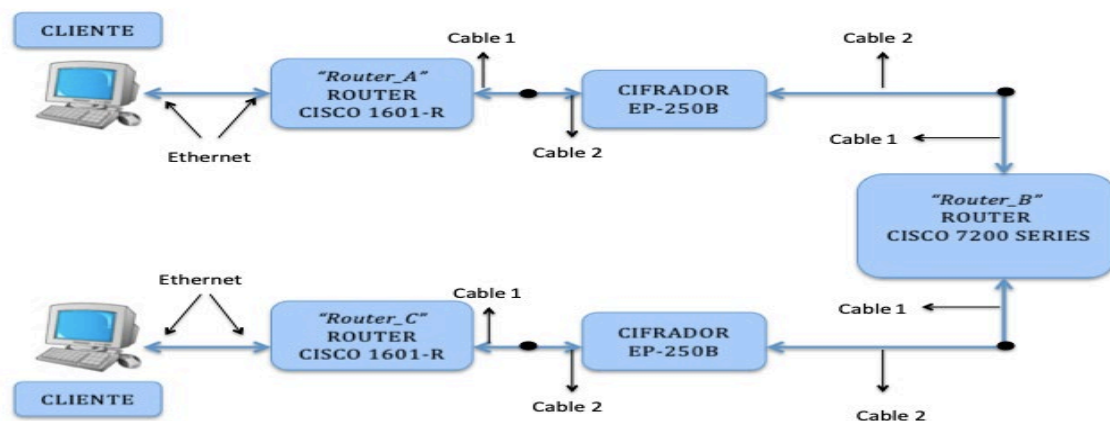 CLIENTE
"Router_A"
ROUTER
CISCO 1601-R
Cable 1
CIFRADOR
EP-250B
Cable 2
Ethernet
Cable 2
Cable 1
"Router_B"
ROUTER
CISCO 7200 SERIES
Ethernet
"Router_C"
ROUTER
CISCO 1601-R
Cable 1
CIFRADOR
EP-250B
Cable 1
CLIENTE
Cable 2
Cable 2